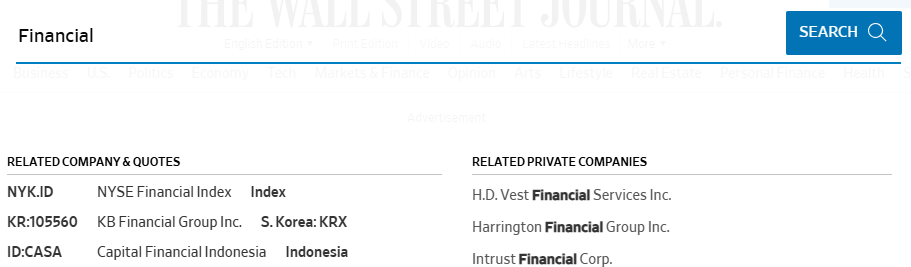 THE WALL STREET JOURNAL.
Financial
SEARCH
English Edition Print Edition Video Audio Latest Headlines More
Business U.S. Politics Economy Tech Markets & Finance Opinion Arts Lifestyle Real Estate Personal Finance Health S
Advertisement
RELATED COMPANY & QUOTES
NYK.ID NYSE Financial Index Index
KR:105560 KB Financial Group Inc. S. Korea: KRX
ID:CASA Capital Financial Indonesia Indonesia
RELATED PRIVATE COMPANIES
H.D. Vest Financial Services Inc.
Harrington Financial Group Inc.
Intrust Financial Corp.